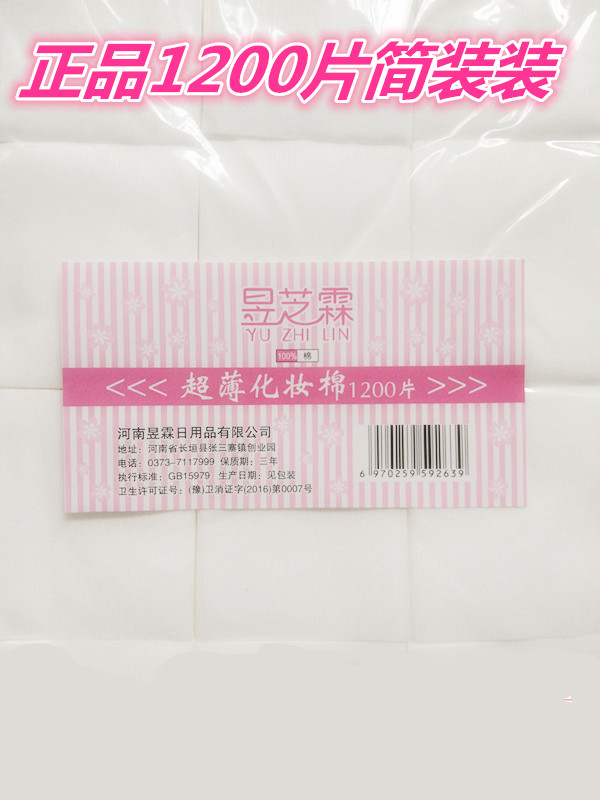 正品1200片简装装
昱芝霖
YU ZHI LIN
100% 棉
<<< 超薄化妆棉1200片 >>>
河南昱霖日用品有限公司
地址：河南省长垣县张三寨镇创业园
电话：0373-7117999 保质期：三年
执行标准：GB15979 生产日期：见包装
卫生许可证号：(豫)卫消证字(2016)第0007号
6 970259 592639